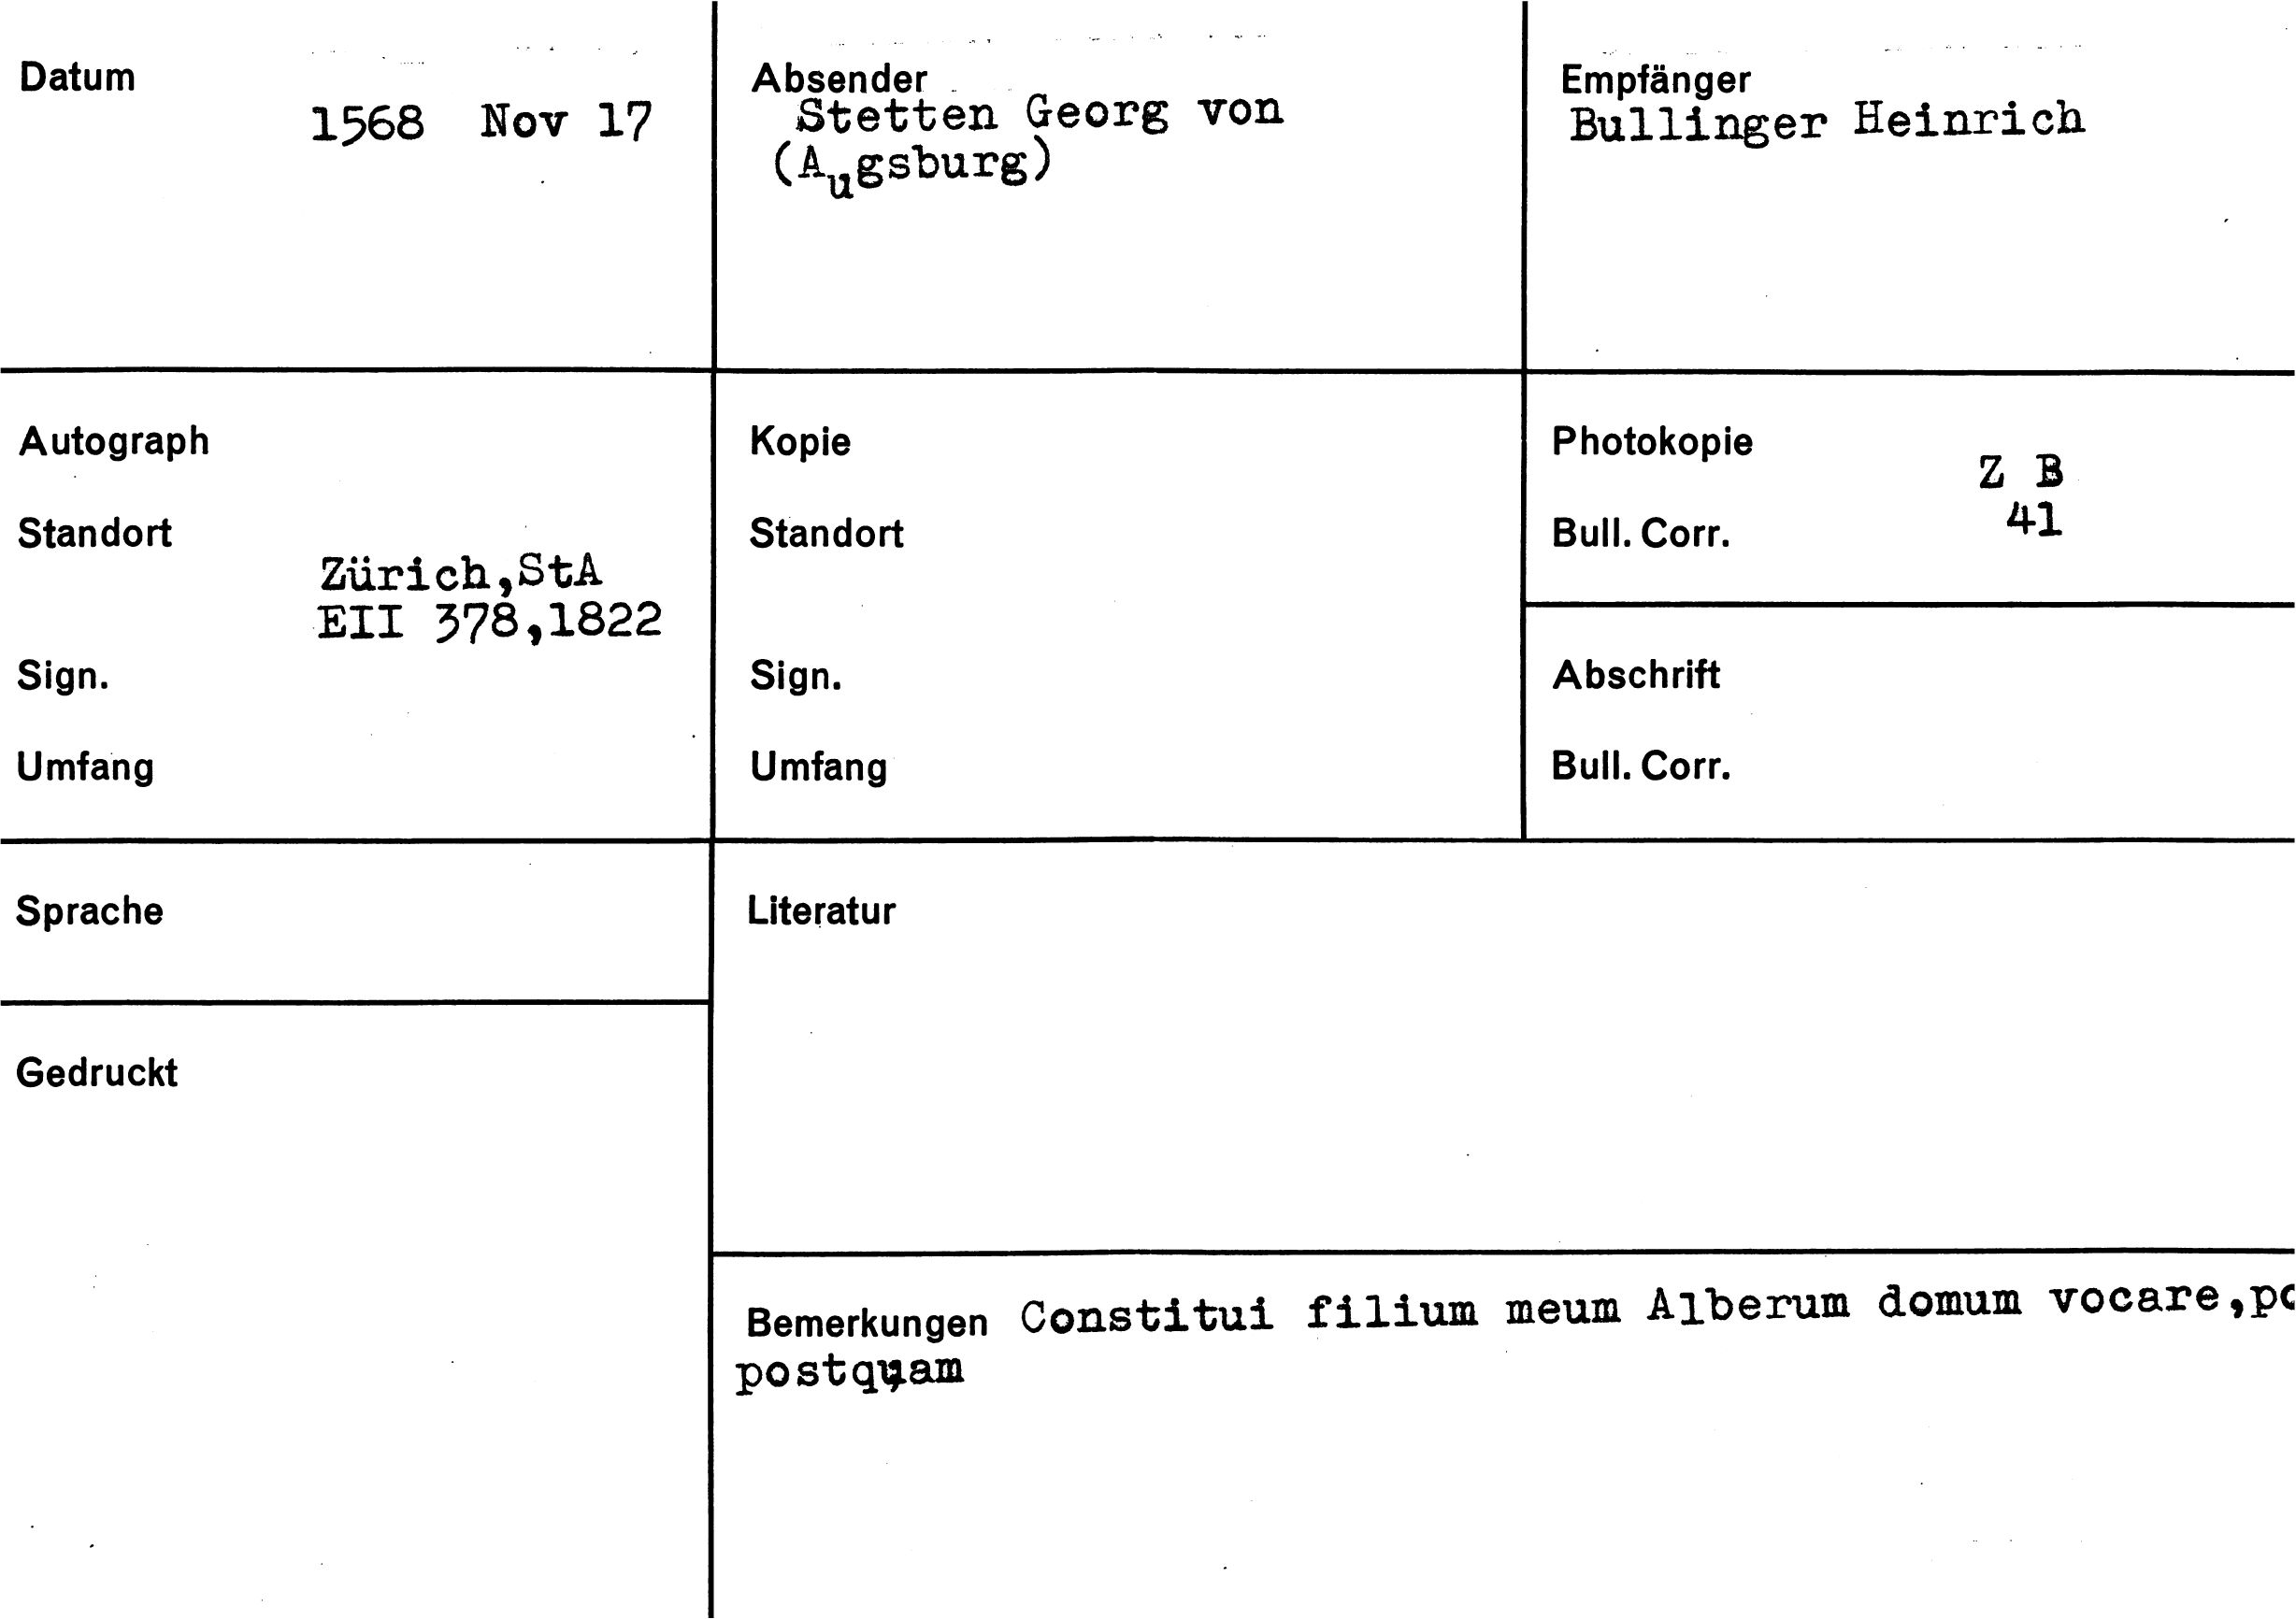 Datum
1568 Nov 17
Absender
Stetten Georg von
(Augsburg)
Empfänger
Bullinger Heinrich
Autograph
Standort
Zürich,StA
EII 378,1822
Sign.
Umfang
Kopie
Standort
Sign.
Umfang
Photokopie
Z B
Bull. Corr.
41
Abschrift
Bull. Corr.
Sprache
Gedruckt
Literatur
Bemerkungen Constitui filium meum Alberum domum vocare,po
postquam